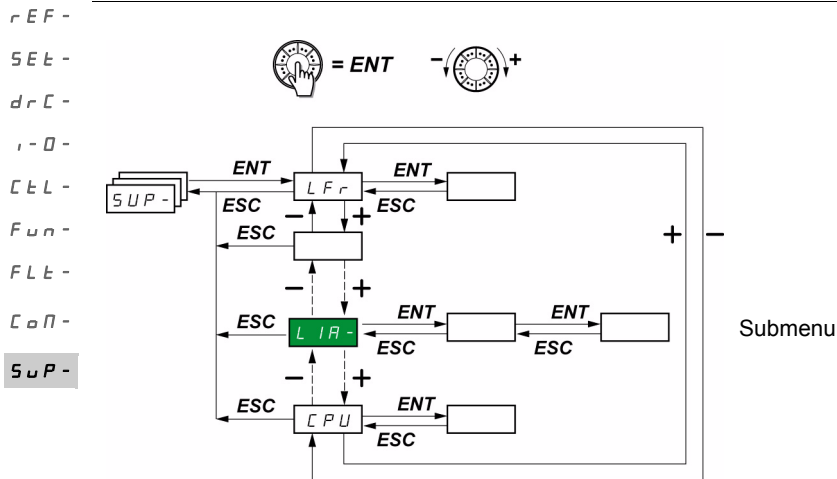 rEF-
SEt-
drC-
I-O-
CtL-
Fun-
FLt-
CoM-
SuP-
= ENT
- +
SUP-
ENT
ESC
LFr
ENT
ESC
- +
ESC
+ -
- +
ESC
LIA-
ENT
ESC
ENT
ESC
Submenu
- +
ESC
CPU
ENT
ESC